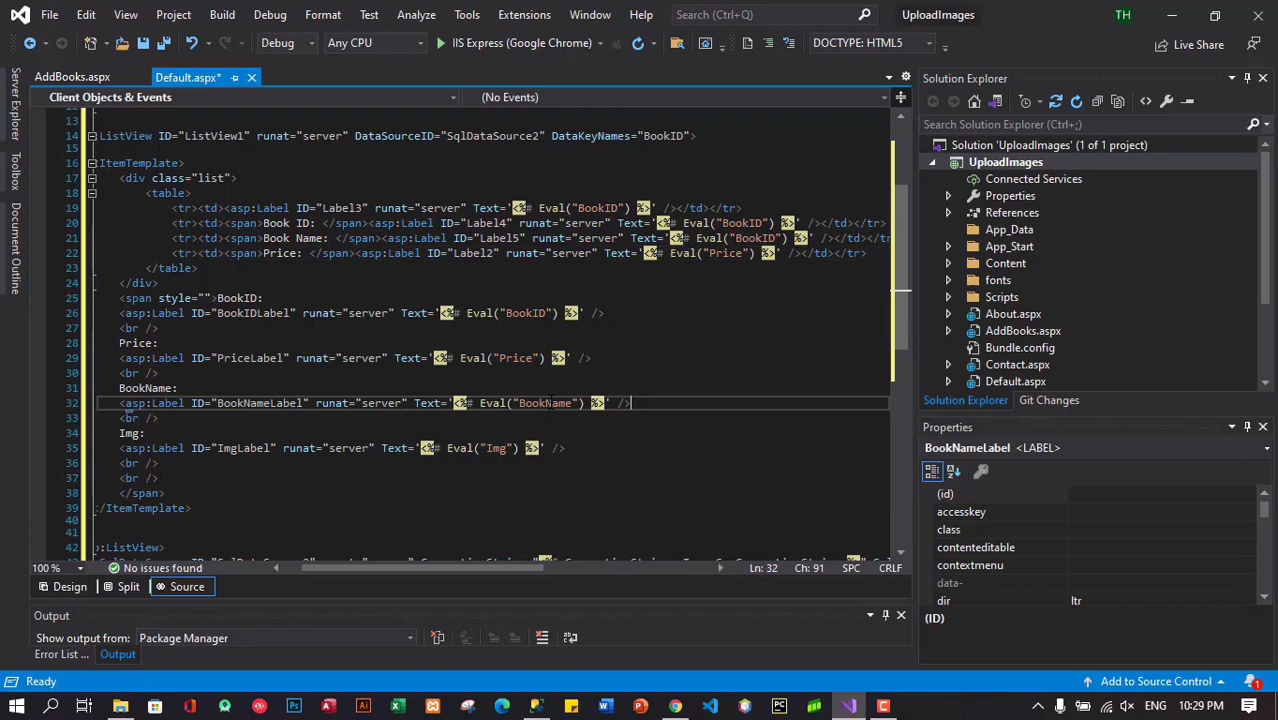 File Edit View Project Build Debug Format Test Analyze Tools Extensions Window Help Search (Ctrl+Q) UploadImages TH
Debug Any CPU IIS Express (Google Chrome) DOCTYPE: HTML5 Live Share
AddBooks.aspx Default.aspx*
Client Objects & Events (No Events)
Server Explorer
Toolbox
Document Outline
13
14 ListView ID="ListView1" runat="server" DataSourceID="SqlDataSource2" DataKeyNames="BookID">
15
16 ItemTemplate>
17 <div class="list">
18 <table>
19 <tr><td><asp:Label ID="Label3" runat="server" Text='<%# Eval("BookID") %>' /></td></tr>
20 <tr><td><span>Book ID: </span><asp:Label ID="Label4" runat="server" Text='<%# Eval("BookID") %>' /></td></tr>
21 <tr><td><span>Book Name: </span><asp:Label ID="Label5" runat="server" Text='<%# Eval("BookID") %>' /></td></tr
22 <tr><td><span>Price: </span><asp:Label ID="Label2" runat="server" Text='<%# Eval("Price") %>' /></td></tr>
23 </table>
24 </div>
25 <span style="">BookID:
26 <asp:Label ID="BookIDLabel" runat="server" Text='<%# Eval("BookID") %>' />
27 <br />
28 Price:
29 <asp:Label ID="PriceLabel" runat="server" Text='<%# Eval("Price") %>' />
30 <br />
31 BookName:
32 <asp:Label ID="BookNameLabel" runat="server" Text='<%# Eval("BookName") %>' />
33 <br />
34 Img:
35 <asp:Label ID="ImgLabel" runat="server" Text='<%# Eval("Img") %>' />
36 <br />
37 <br />
38 </span>
39 /ItemTemplate>
40
41
42 p:ListView>
100 % No issues found Ln: 32 Ch: 91 SPC CRLF
Design Split Source
Output
Show output from: Package Manager
Error List ... Output
Solution Explorer
Search Solution Explorer (Ctrl+;)
Solution 'UploadImages' (1 of 1 project)
UploadImages
Connected Services
Properties
References
App_Data
App_Start
Content
fonts
Scripts
About.aspx
AddBooks.aspx
Bundle.config
Contact.aspx
Default.aspx
Solution Explorer Git Changes
Properties
BookNameLabel <LABEL>
(id)
accesskey
class
contenteditable
contextmenu
data-
dir ltr
(ID)
Ready Add to Source Control 1
ENG 10:29 PM